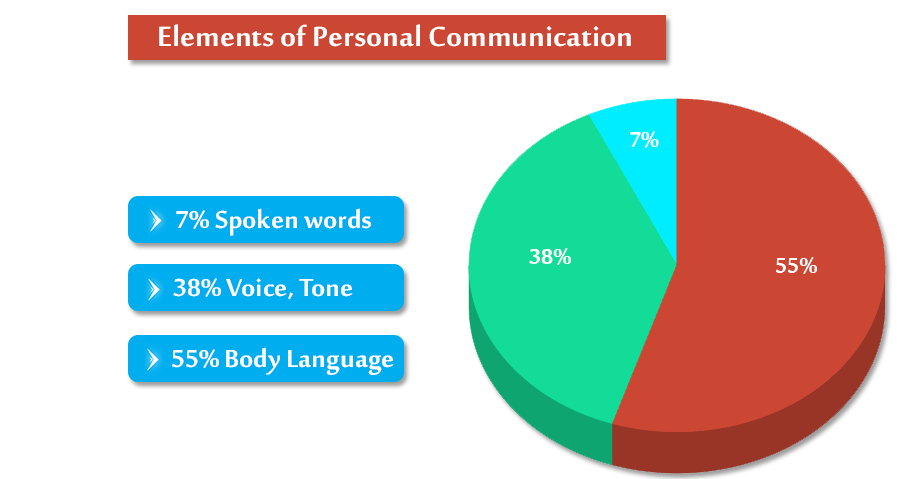 Elements of Personal Communication
7% Spoken words
38% Voice, Tone
55% Body Language
7%
38%
55%